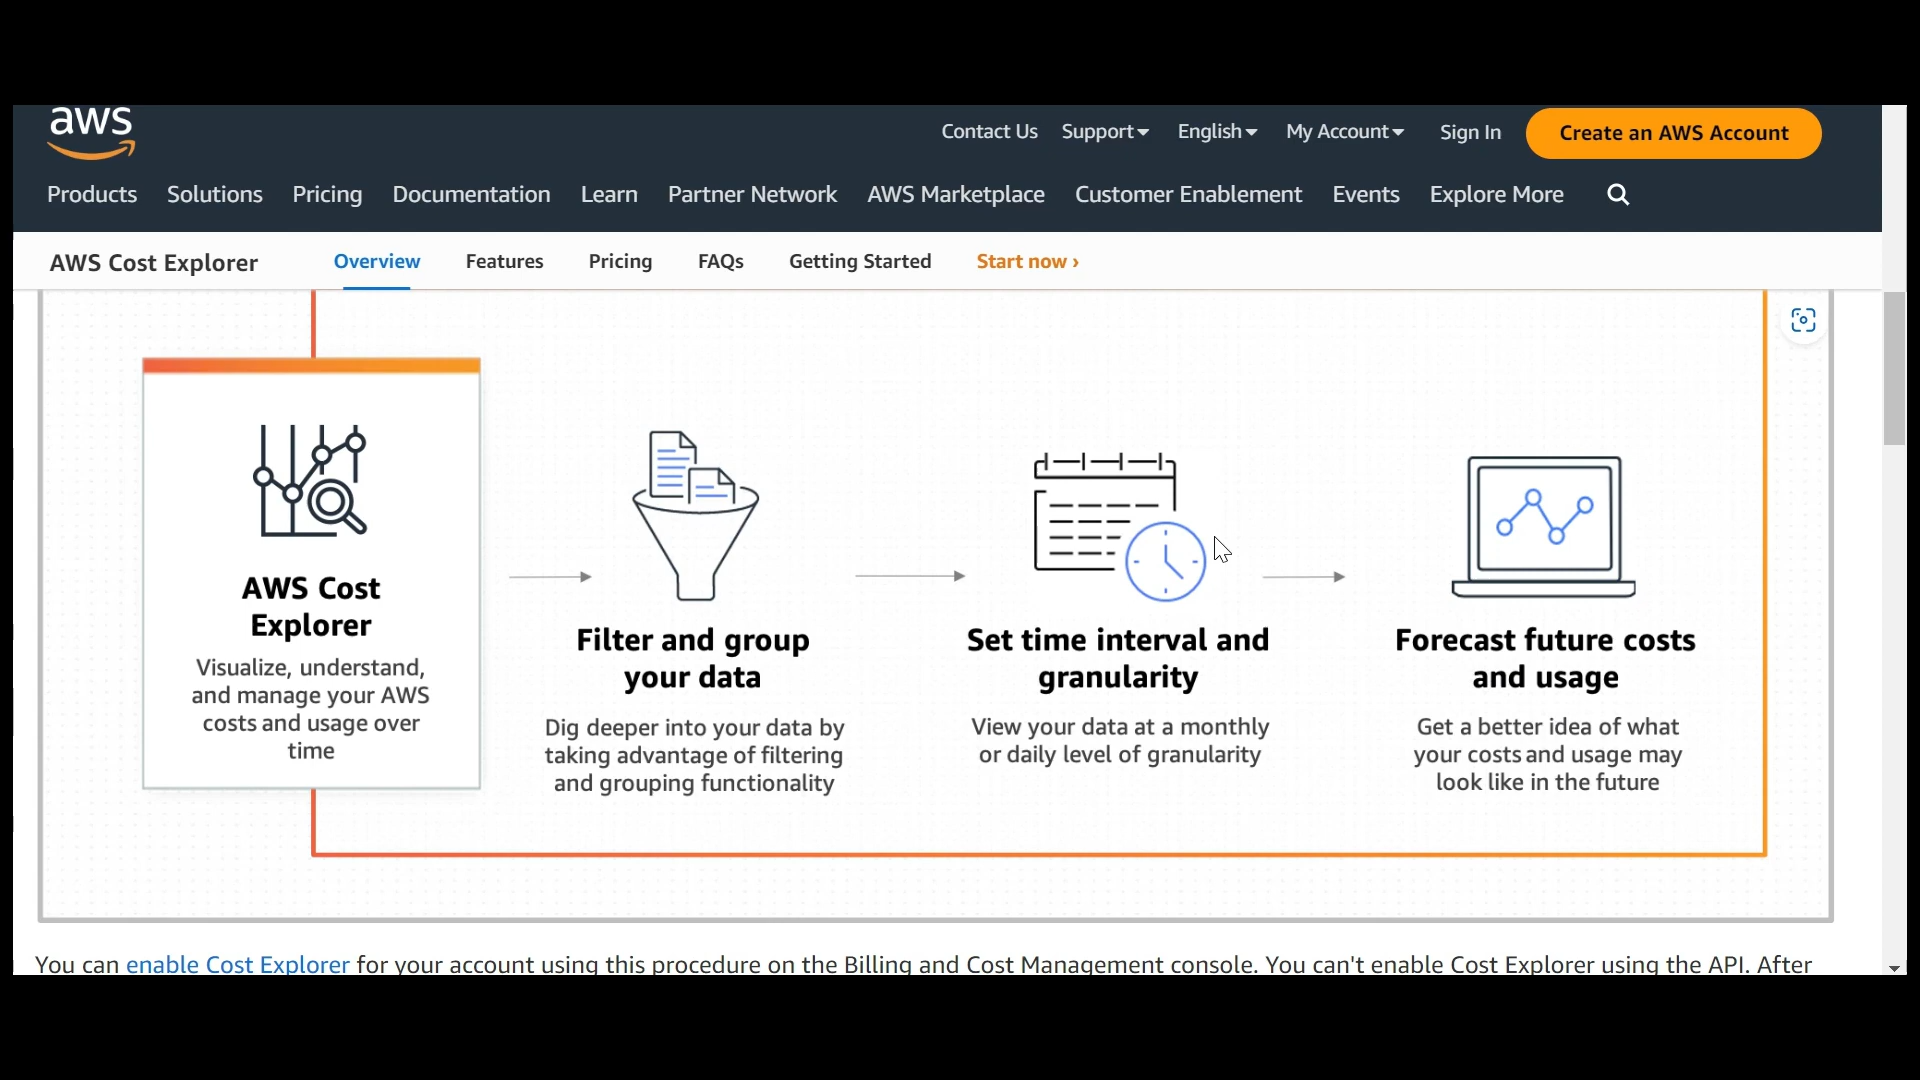 aws
Contact Us Support English My Account Sign In Create an AWS Account
Products Solutions Pricing Documentation Learn Partner Network AWS Marketplace Customer Enablement Events Explore More
AWS Cost Explorer Overview Features Pricing FAQs Getting Started Start now ›
AWS Cost
Explorer
Visualize, understand,
and manage your AWS
costs and usage over
time
Filter and group
your data
Dig deeper into your data by
taking advantage of filtering
and grouping functionality
Set time interval and
granularity
View your data at a monthly
or daily level of granularity
Forecast future costs
and usage
Get a better idea of what
your costs and usage may
look like in the future
You can enable Cost Explorer for your account using this procedure on the Billing and Cost Management console. You can't enable Cost Explorer using the API. After